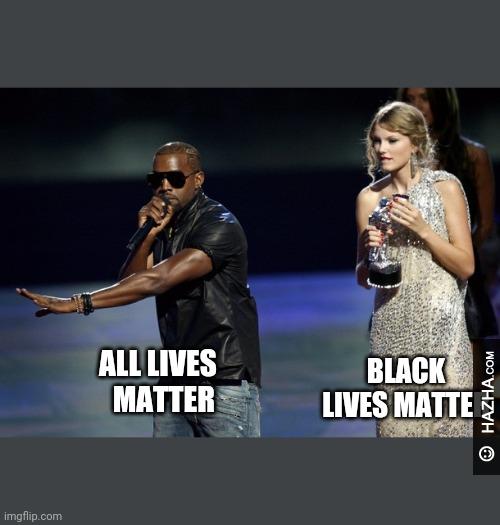 ALL LIVES
MATTER
BLACK
LIVES MATTE
HAZHA.COM
imgflip.com